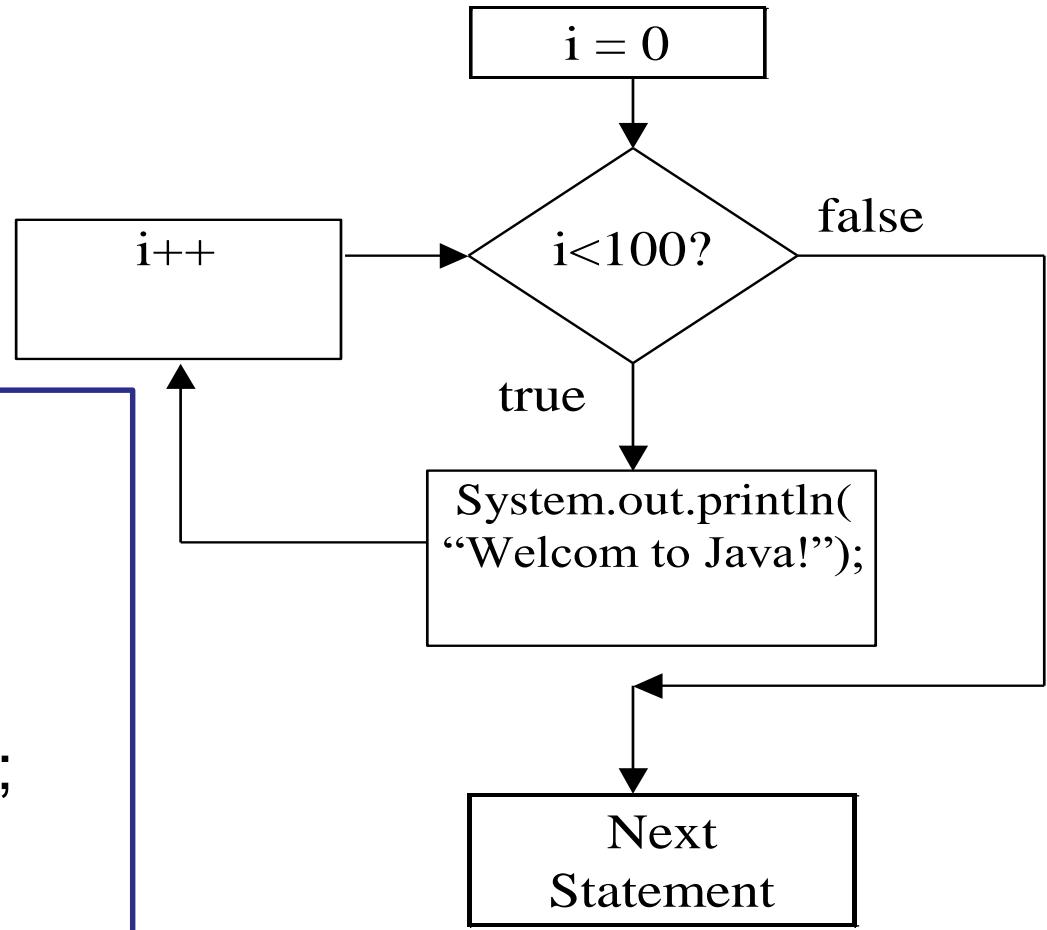 i = 0
false
i++
i<100?
true
System.out.println(
“Welcom to Java!”);
;
Next
Statement